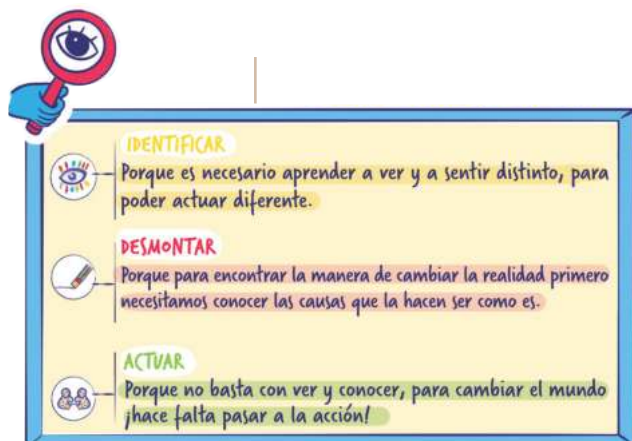 IDENTIFICAR
Porque es necesario aprender a ver y a sentir distinto, para
poder actuar diferente.
DESMONTAR
Porque para encontrar la manera de cambiar la realidad primero
necesitamos conocer las causas que la hacen ser como es.
ACTUAR
Porque no basta con ver y conocer, para cambiar el mundo
¡hace falta pasar a la acción!